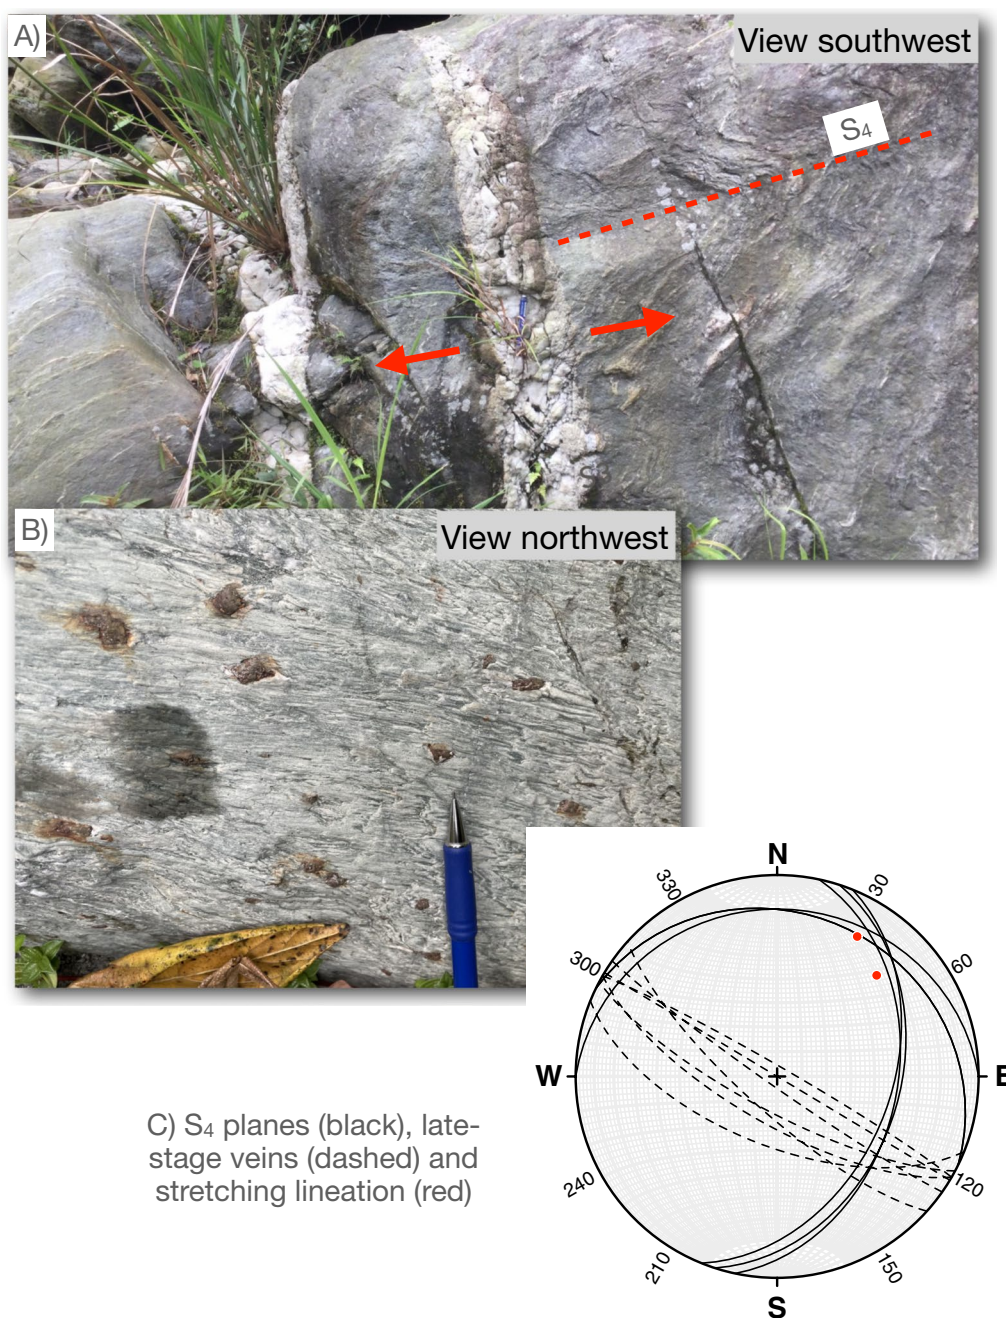 A)
View southwest
S₄
B)
View northwest
N
30
60
E
120
150
S
210
240
W
300
330
C) S₄ planes (black), late-
stage veins (dashed) and
stretching lineation (red)